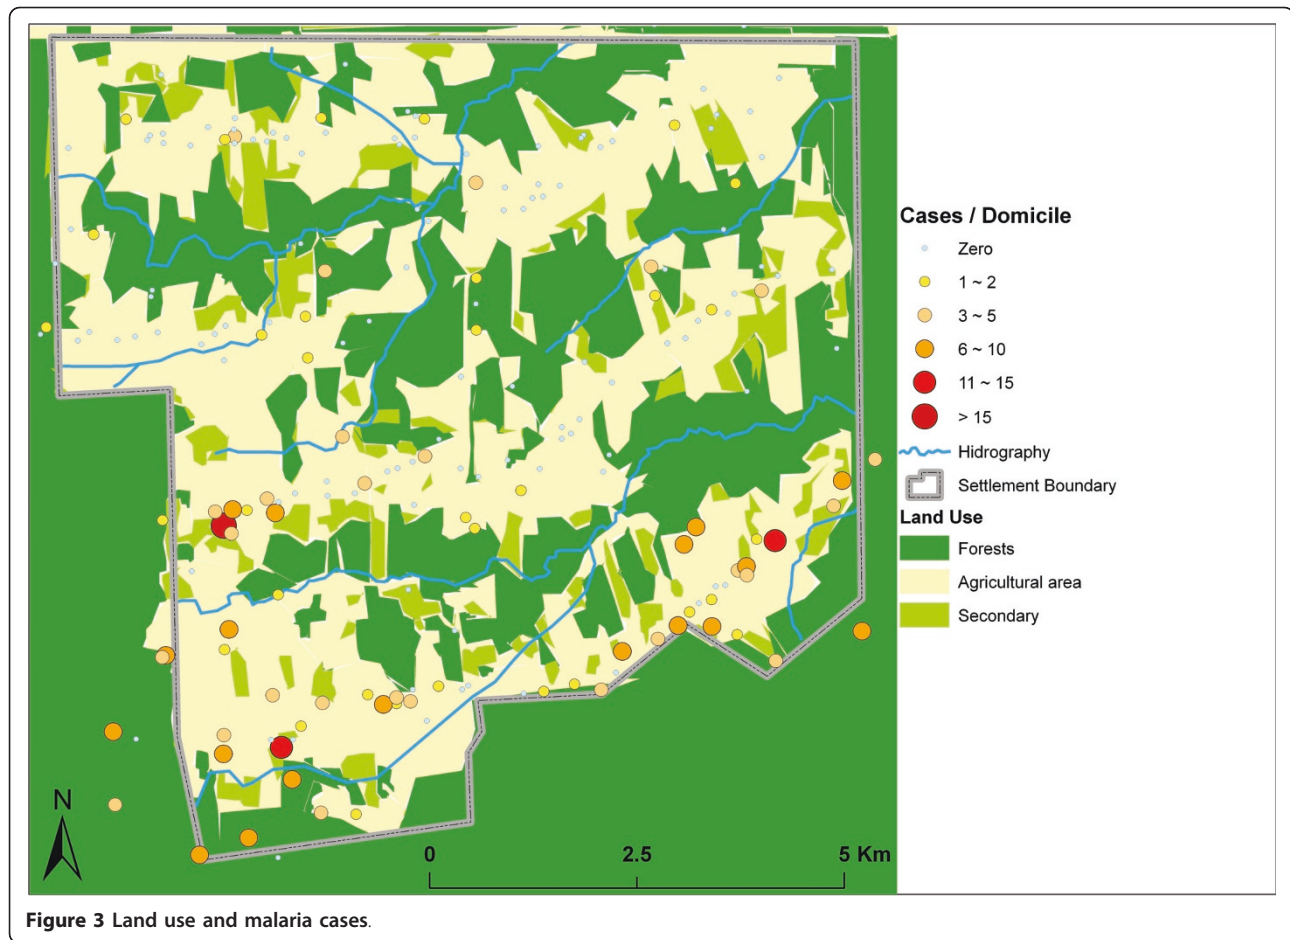 Cases / Domicile
Zero
1 ~ 2
3 ~ 5
6 ~ 10
11 ~ 15
> 15
Hidrography
Settlement Boundary
Land Use
Forests
Agricultural area
Secondary
N
0 2.5 5 Km
Figure 3 Land use and malaria cases.